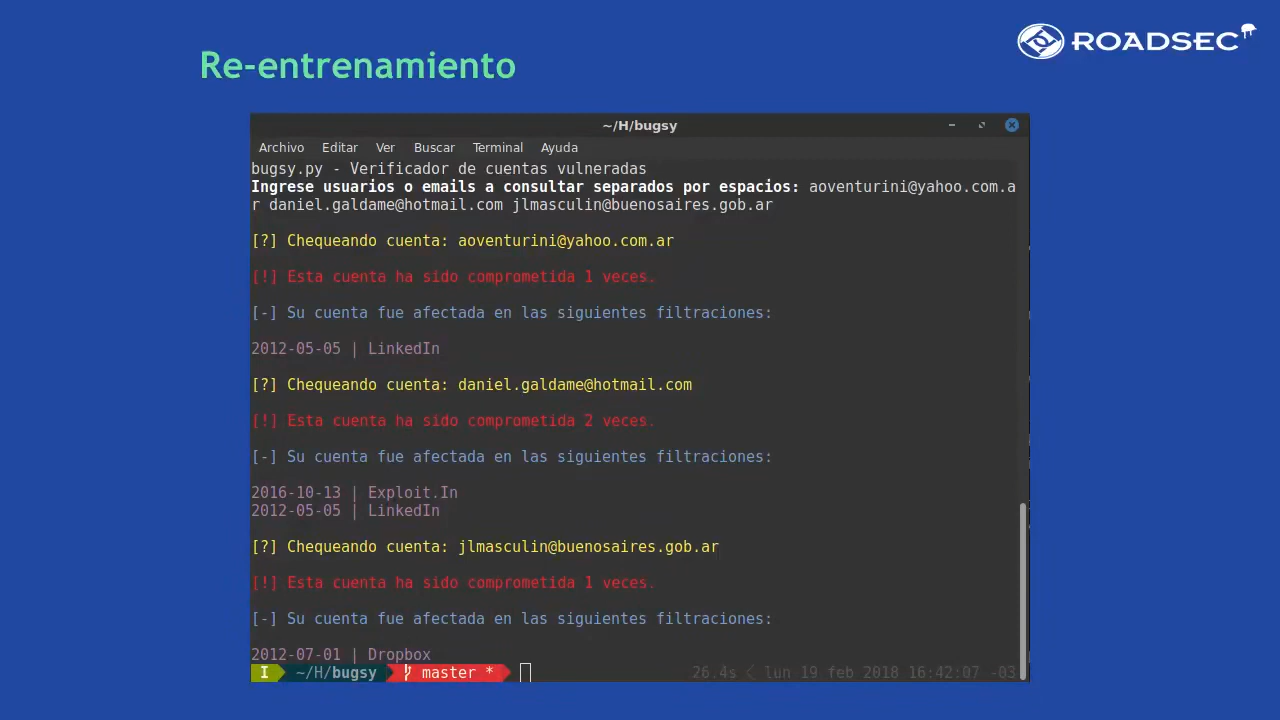 ROADSEC
Re-entrenamiento
~/H/bugsy
Archivo Editar Ver Buscar Terminal Ayuda
bugsy.py - Verificador de cuentas vulneradas
Ingrese usuarios o emails a consultar separados por espacios: aoventurini@yahoo.com.a
r daniel.galdame@hotmail.com jlmasculin@buenosaires.gob.ar
[?] Chequeando cuenta: aoventurini@yahoo.com.ar
[!] Esta cuenta ha sido comprometida 1 veces.
[-] Su cuenta fue afectada en las siguientes filtraciones:
2012-05-05 | LinkedIn
[?] Chequeando cuenta: daniel.galdame@hotmail.com
[!] Esta cuenta ha sido comprometida 2 veces.
[-] Su cuenta fue afectada en las siguientes filtraciones:
2016-10-13 | Exploit.In
2012-05-05 | LinkedIn
[?] Chequeando cuenta: jlmasculin@buenosaires.gob.ar
[!] Esta cuenta ha sido comprometida 1 veces.
[-] Su cuenta fue afectada en las siguientes filtraciones:
2012-07-01 | Dropbox
I ~/H/bugsy master * 26.4s < lun 19 feb 2018 16:42:07 -03